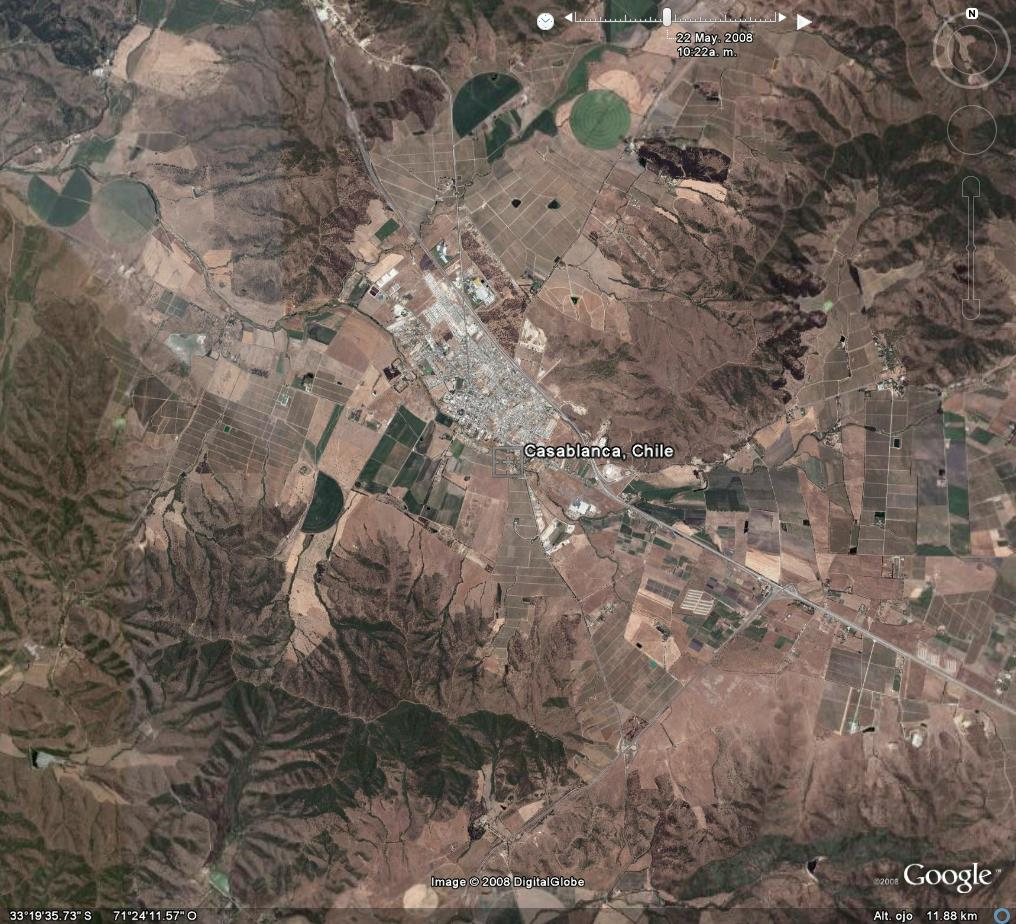 N
22 May. 2008
10:22a. m.
Casablanca, Chile
Image © 2008 DigitalGlobe
©2008 Google™
33°19'35.73" S 71°24'11.57" O
Alt. ojo 11.88 km